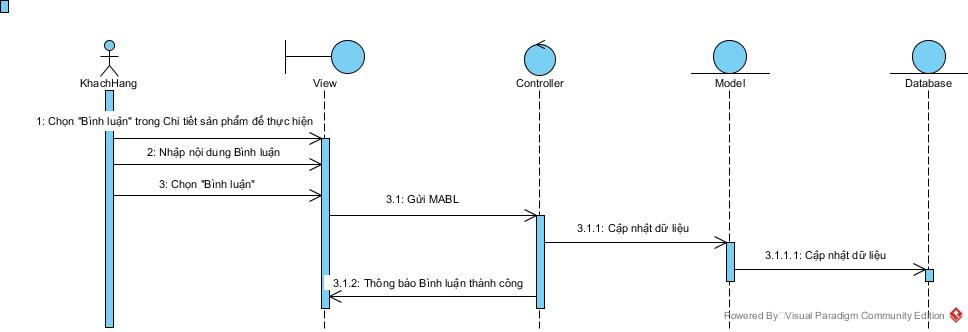 KhachHang
View
Controller
Model
Database
1: Chọn "Bình luận" trong Chi tiết sản phẩm để thực hiện
2: Nhập nội dung Bình luận
3: Chọn "Bình luận"
3.1: Gửi MABL
3.1.1: Cập nhật dữ liệu
3.1.1.1: Cập nhật dữ liệu
3.1.2: Thông báo Bình luận thành công
Powered By Visual Paradigm Community Edition